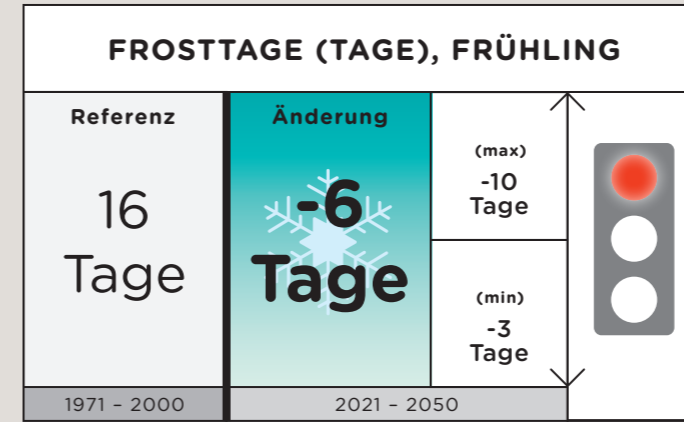 FROSTTAGE (TAGE), FRÜHLING
Referenz
16
Tage
1971 – 2000
Änderung
-6
Tage
(max)
-10
Tage
(min)
-3
Tage
2021 – 2050